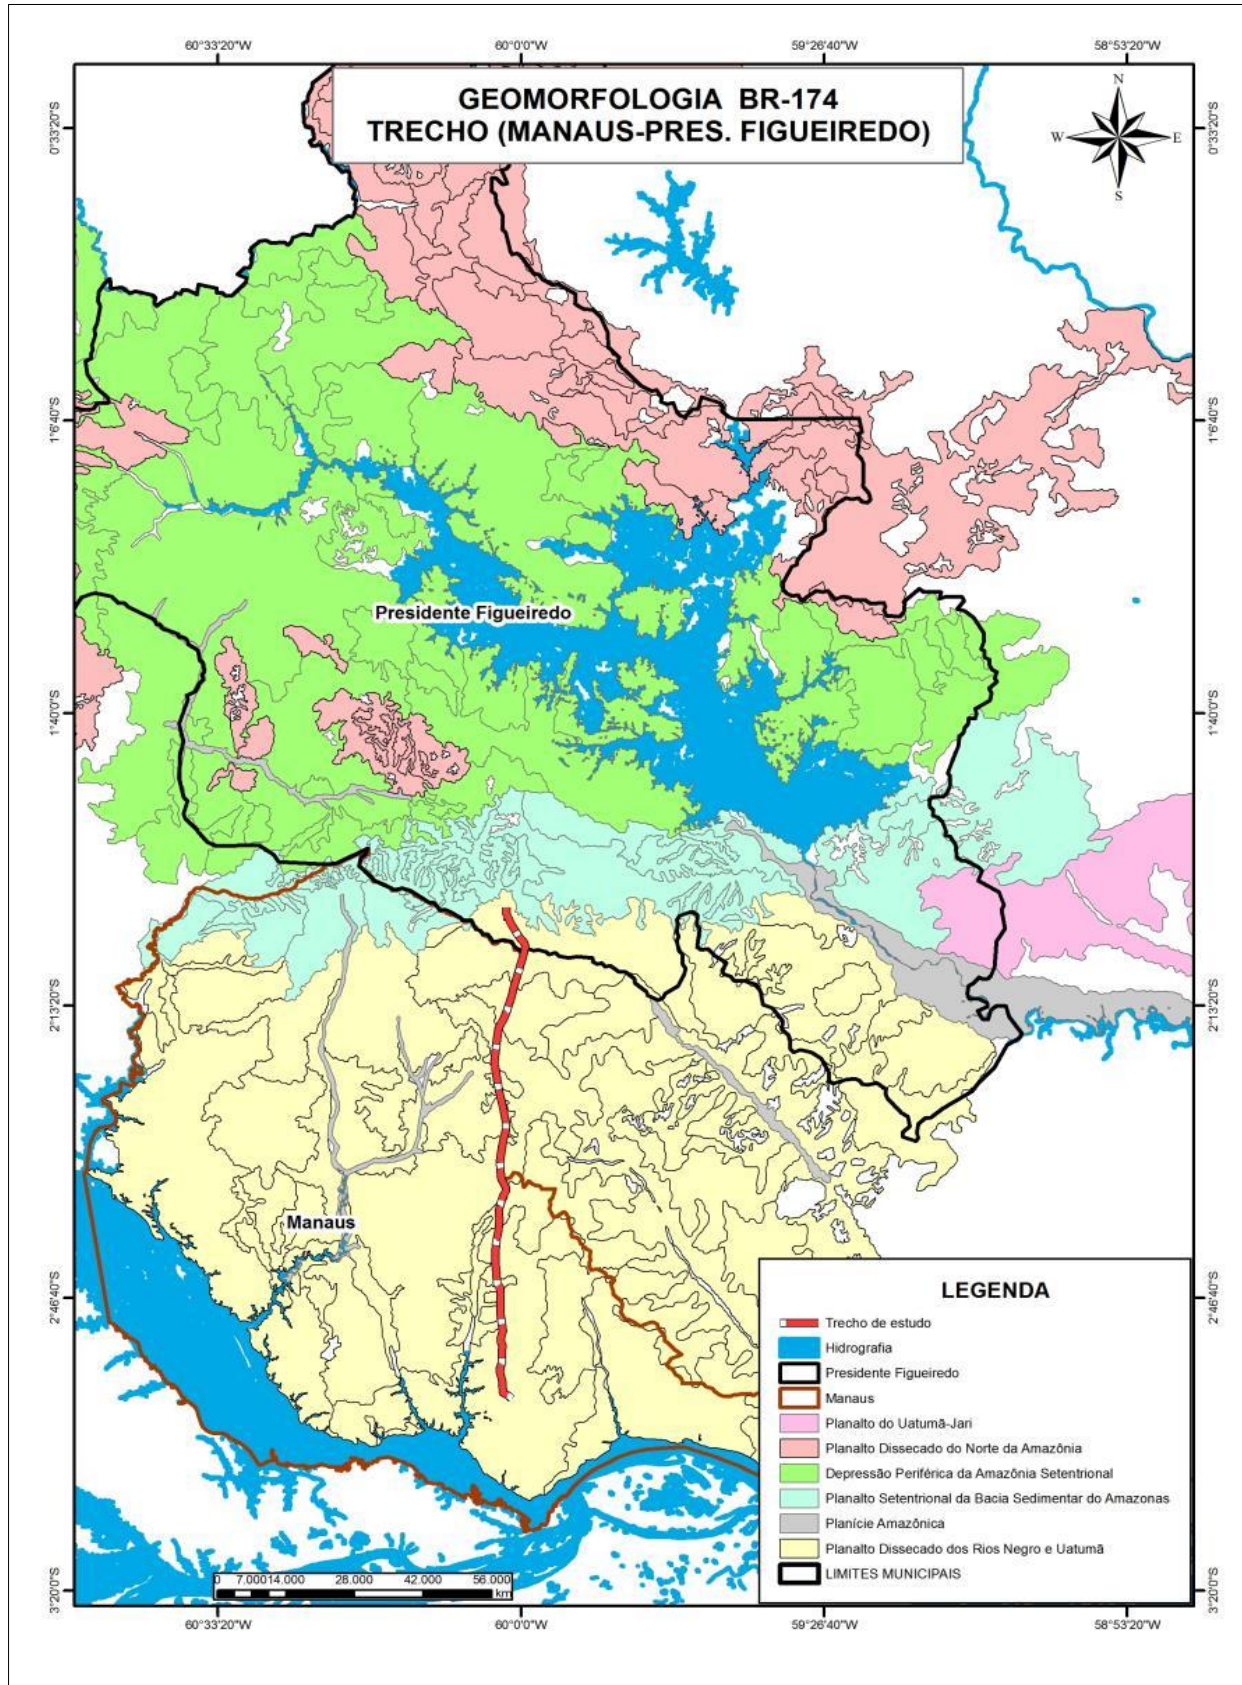 60°33'20"W 60°0'0"W 59°26'40"W 58°53'20"W
GEOMORFOLOGIA BR-174
TRECHO (MANAUS-PRES. FIGUEIREDO)
N
W E
S
0°33'20"S 0°33'20"S
1°6'40"S 1°6'40"S
Presidente Figueiredo
1°40'0"S 1°40'0"S
2°13'20"S 2°13'20"S
Manaus
2°46'40"S 2°46'40"S
LEGENDA
Trecho de estudo
Hidrografia
Presidente Figueiredo
Manaus
Planalto do Uatumã-Jari
Planalto Dissecado do Norte da Amazônia
Depressão Periférica da Amazônia Setentrional
Planalto Setentrional da Bacia Sedimentar do Amazonas
Planície Amazônica
Planalto Dissecado dos Rios Negro e Uatumã
LIMITES MUNICIPAIS
0 7.000 14.000 28.000 42.000 56.000
km
3°20'0"S 3°20'0"S
60°33'20"W 60°0'0"W 59°26'40"W 58°53'20"W